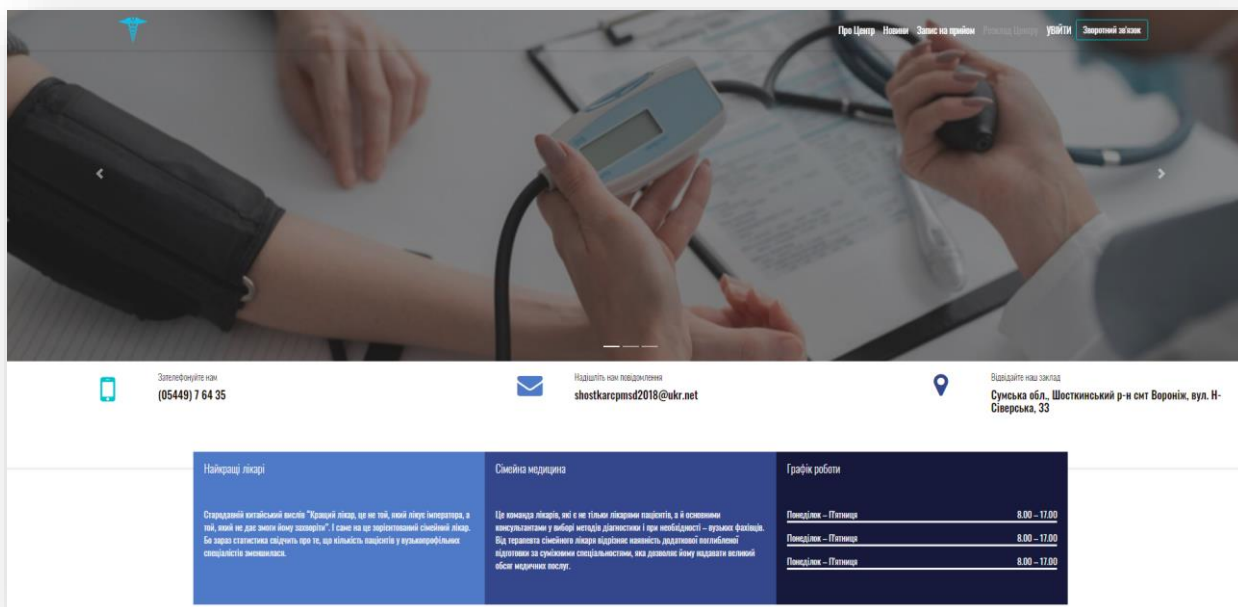 Про Центр Новини Запис на прийом Розклад Центру УВІЙТИ Зворотний зв'язок
Зателефонуйте нам
(05449) 7 64 35
Надішліть нам повідомлення
shostkarcpmsd2018@ukr.net
Відвідайте наш заклад
Сумська обл., Шосткинський р-н смт Вороніж, вул. Н-
Сіверська, 33
Найкращі лікарі
Стародавній китайський вислів "Кращий лікар, це не той, який лікує імператора, а
той, який не дає змоги йому захворіти". І саме на це зорієнтований сімейний лікар.
Бо зараз статистика свідчить про те, що кількість пацієнтів у вузькопрофільних
спеціалістів зменшилася.
Сімейна медицина
Це команда лікарів, які є не тільки лікарями пацієнтів, а й основними
консультантами у виборі методів діагностики і при необхідності – вузьких фахівців.
Від терапевта сімейного лікаря відрізняє наявність додаткової поглибленої
підготовки за суміжними спеціальностями, яка дозволяє йому надавати великий
обсяг медичних послуг.
Графік роботи
Понеділок – П'ятниця 8.00 – 17.00
Понеділок – П'ятниця 8.00 – 17.00
Понеділок – П'ятниця 8.00 – 17.00